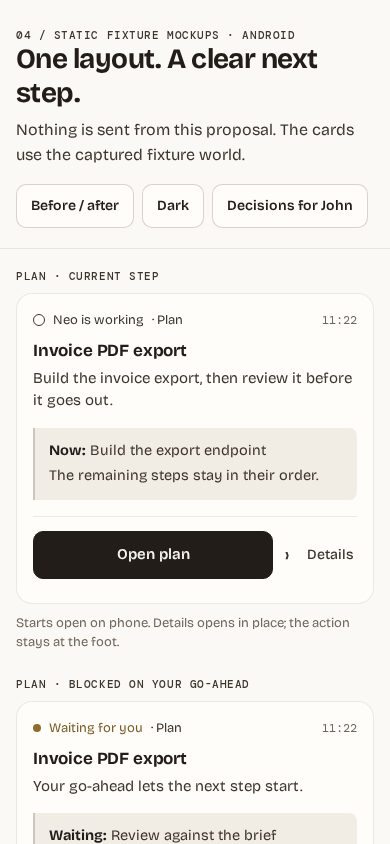 04 / STATIC FIXTURE MOCKUPS · ANDROID
One layout. A clear next
step.
Nothing is sent from this proposal. The cards
use the captured fixture world.
Before / after
Dark
Decisions for John
PLAN · CURRENT STEP
Neo is working · Plan 11:22
Invoice PDF export
Build the invoice export, then review it before
it goes out.
Now: Build the export endpoint
The remaining steps stay in their order.
Open plan
› Details
Starts open on phone. Details opens in place; the action
stays at the foot.
PLAN · BLOCKED ON YOUR GO-AHEAD
Waiting for you · Plan 11:22
Invoice PDF export
Your go-ahead lets the next step start.
Waiting: Review against the brief